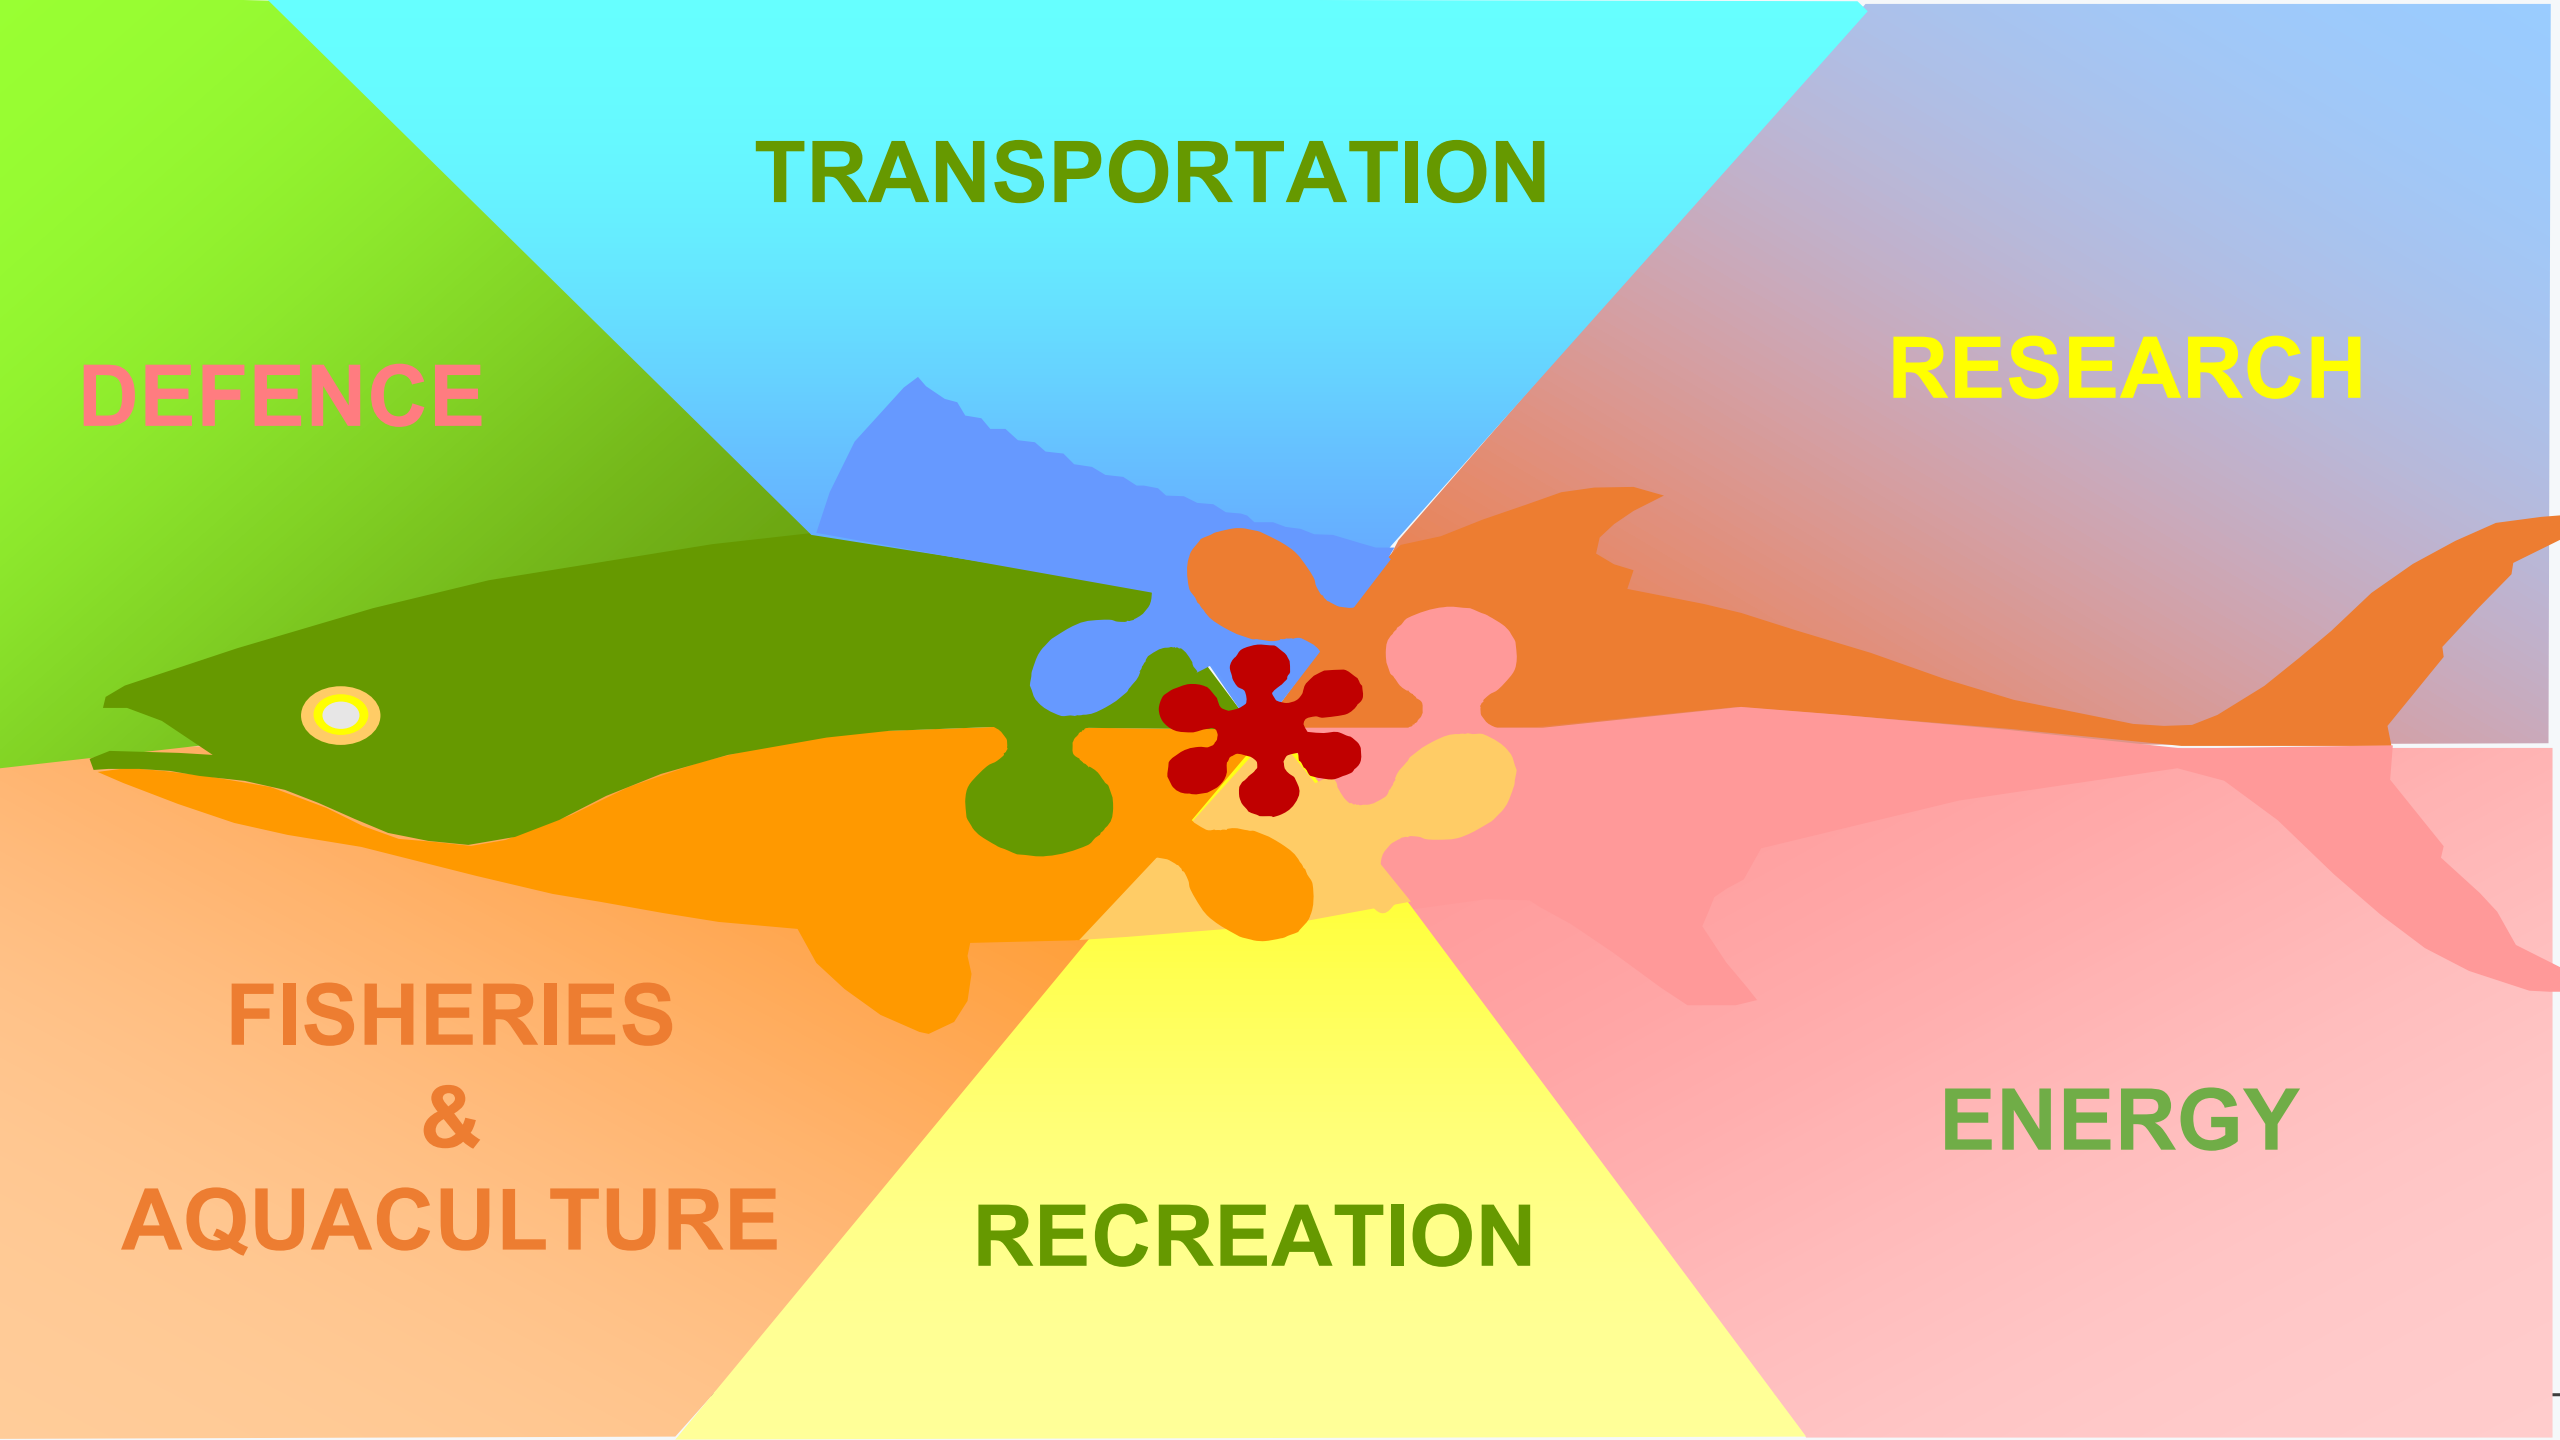 TRANSPORTATION
RESEARCH
DEFENCE
FISHERIES
&
AQUACULTURE
ENERGY
RECREATION